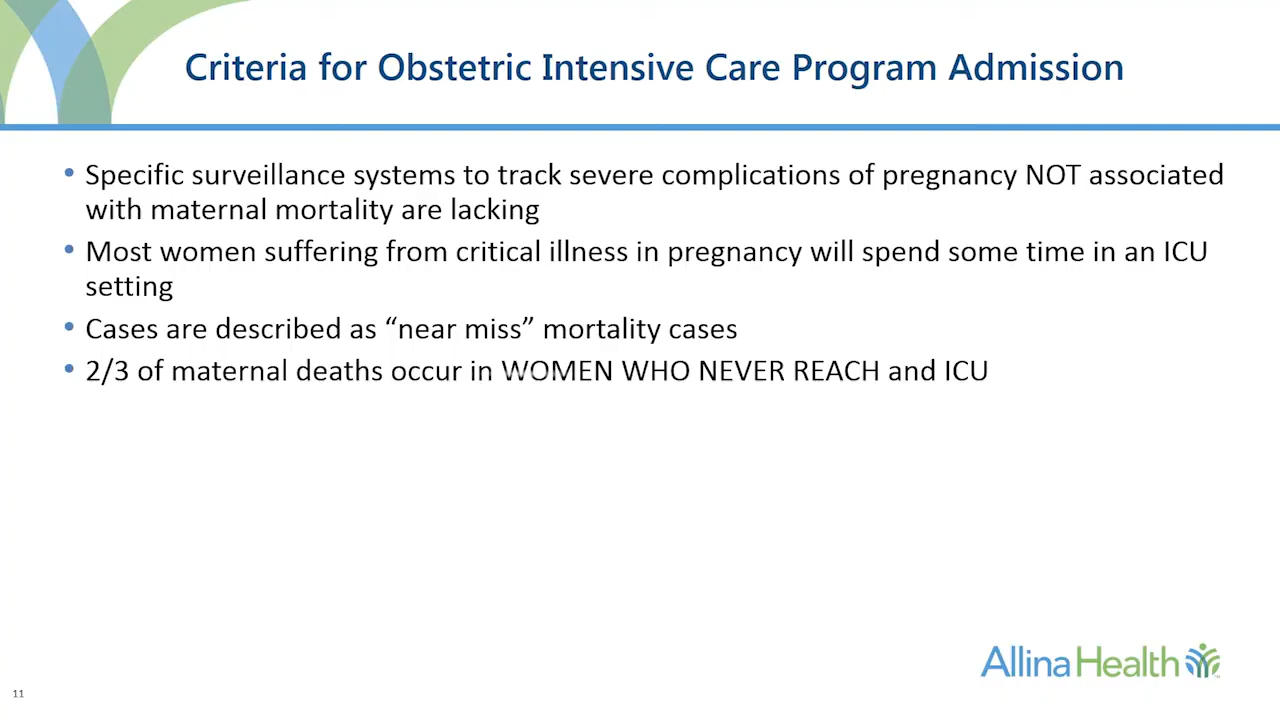 Criteria for Obstetric Intensive Care Program Admission
• Specific surveillance systems to track severe complications of pregnancy NOT associated
with maternal mortality are lacking
• Most women suffering from critical illness in pregnancy will spend some time in an ICU
setting
• Cases are described as “near miss” mortality cases
• 2/3 of maternal deaths occur in WOMEN WHO NEVER REACH and ICU
Allina Health
11